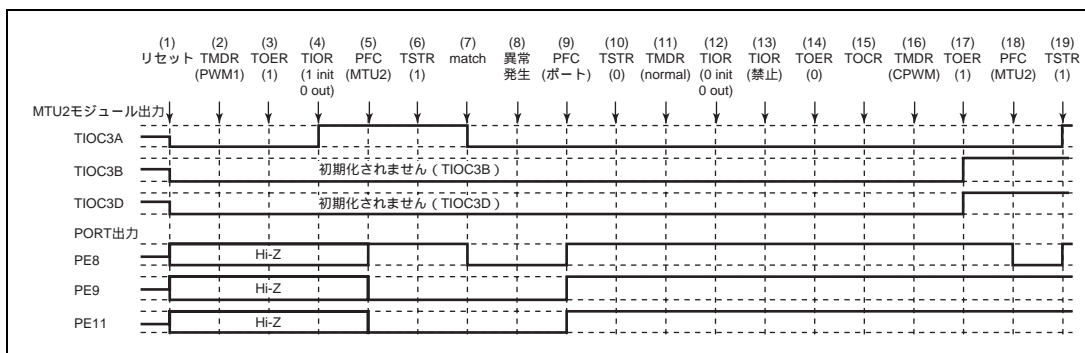 (1) (2) (3) (4) (5) (6) (7) (8) (9) (10) (11) (12) (13) (14) (15) (16) (17) (18) (19)
リセット TMDR TOER TIOR PFC TSTR match 異常 PFC TSTR TMDR TIOR TIOR TOER TOCR TMDR TOER PFC TSTR
(PWM1) (1) (1 init (MTU2) (1) 発生 (ポート) (0) (normal) (0 init (禁止) (0) (CPWM) (1) (MTU2) (1)
0 out) 0 out)
MTU2モジュール出力
TIOC3A
TIOC3B 初期化されません(TIOC3B)
TIOC3D 初期化されません(TIOC3D)
PORT出力
PE8 Hi-Z
PE9 Hi-Z
PE11 Hi-Z